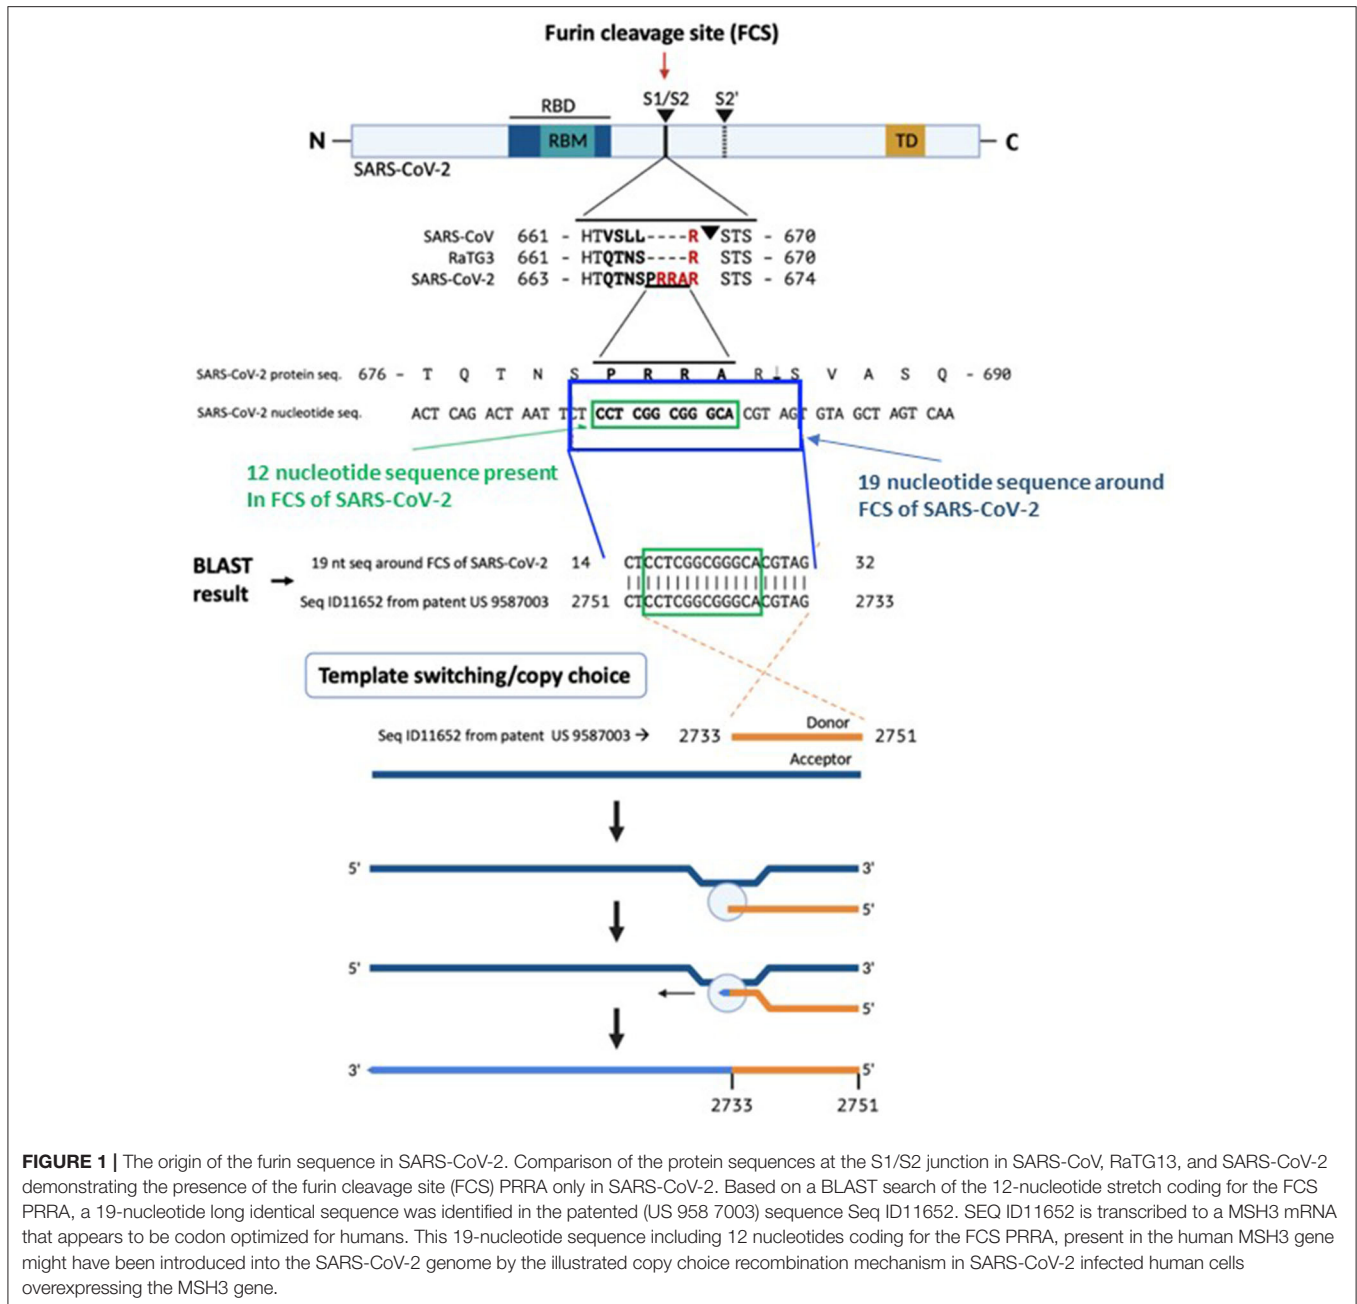 Furin cleavage site (FCS)
S1/S2
S2'
RBD
N
RBM
TD
C
SARS-CoV-2
SARS-CoV 661 - HTVSLL----R STS - 670
RaTG3 661 - HTQTNS----R STS - 670
SARS-CoV-2 663 - HTQTNSPRRAR STS - 674
SARS-CoV-2 protein seq. 676 - T Q T N S P R R A R↓S V A S Q - 690
SARS-CoV-2 nucleotide seq. ACT CAG ACT AAT TCT CCT CGG CGG GCA CGT AGT GTA GCT AGT CAA
12 nucleotide sequence present
In FCS of SARS-CoV-2
19 nucleotide sequence around
FCS of SARS-CoV-2
BLAST
result
19 nt seq around FCS of SARS-CoV-2 14 CTCCTCGGCGGGCACGTAG 32
Seq ID11652 from patent US 9587003 2751 CTCCTCGGCGGGCACGTAG 2733
Template switching/copy choice
Donor
Seq ID11652 from patent US 9587003 → 2733 2751
Acceptor
5' 3'
5'
5' 3'
5'
3' 5'
2733 2751
FIGURE 1 | The origin of the furin sequence in SARS-CoV-2. Comparison of the protein sequences at the S1/S2 junction in SARS-CoV, RaTG13, and SARS-CoV-2
demonstrating the presence of the furin cleavage site (FCS) PRRA only in SARS-CoV-2. Based on a BLAST search of the 12-nucleotide stretch coding for the FCS
PRRA, a 19-nucleotide long identical sequence was identified in the patented (US 958 7003) sequence Seq ID11652. SEQ ID11652 is transcribed to a MSH3 mRNA
that appears to be codon optimized for humans. This 19-nucleotide sequence including 12 nucleotides coding for the FCS PRRA, present in the human MSH3 gene
might have been introduced into the SARS-CoV-2 genome by the illustrated copy choice recombination mechanism in SARS-CoV-2 infected human cells
overexpressing the MSH3 gene.